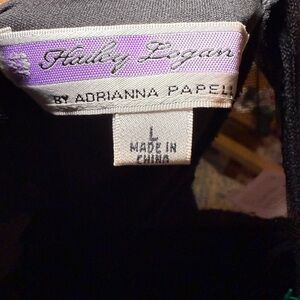 Hailey Logan
BY ADRIANNA PAPELL
L
MADE IN
CHINA